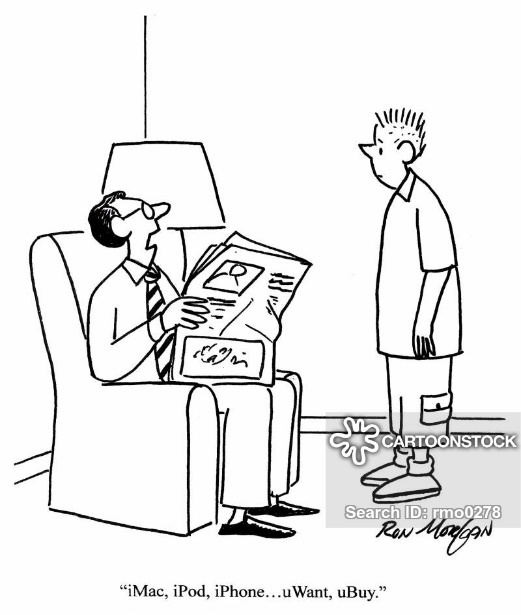 CARTOONSTOCK
Search ID: rmo0278
RON MORGAN
“iMac, iPod, iPhone…uWant, uBuy.”